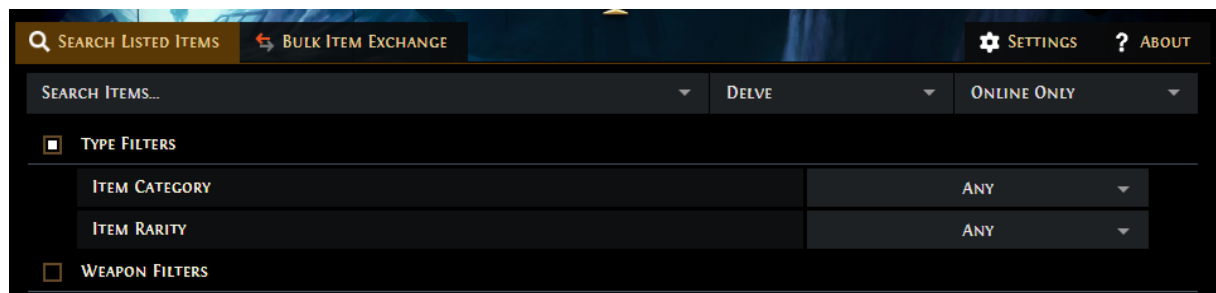 Search Listed Items Bulk Item Exchange Settings ? About
Search Items... Delve Online Only
Type Filters
Item Category Any
Item Rarity Any
Weapon Filters